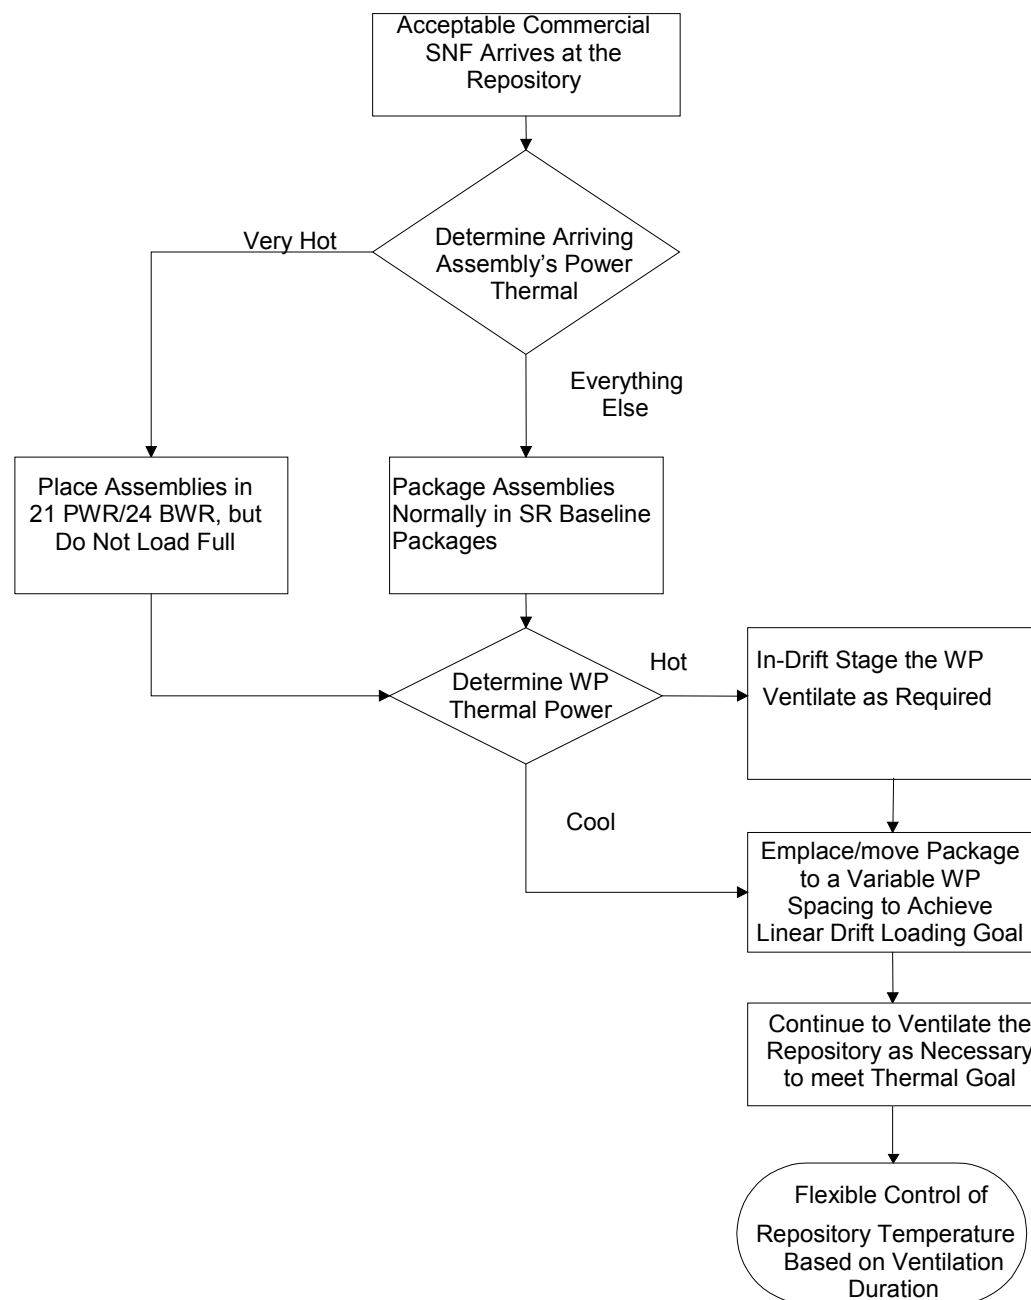 Acceptable Commercial
SNF Arrives at the
Repository
Very Hot
Determine Arriving
Assembly's Power
Thermal
Everything
Else
Place Assemblies in
21 PWR/24 BWR, but
Do Not Load Full
Package Assemblies
Normally in SR Baseline
Packages
Determine WP
Thermal Power
Hot
In-Drift Stage the WP
Ventilate as Required
Cool
Emplace/move Package
to a Variable WP
Spacing to Achieve
Linear Drift Loading Goal
Continue to Ventilate the
Repository as Necessary
to meet Thermal Goal
Flexible Control of
Repository Temperature
Based on Ventilation
Duration